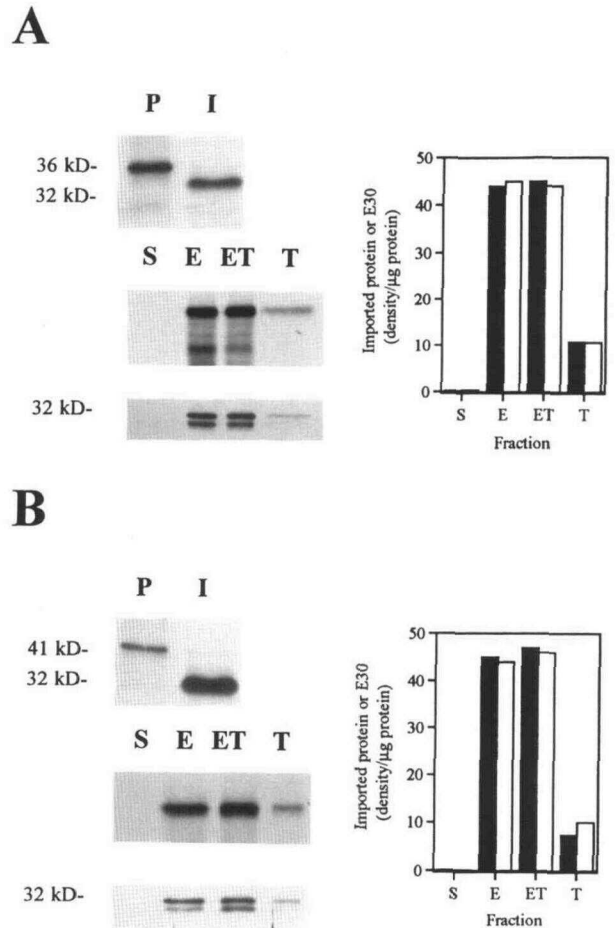 A
P I
36 kD-
32 kD-
S E ET T
32 kD-
Imported protein or E30
(density/µg protein)
50
40
30
20
10
0
S E ET T
Fraction
B
P I
41 kD-
32 kD-
S E ET T
32 kD-
Imported protein or E30
(density/µg protein)
50
40
30
20
10
0
S E ET T
Fraction